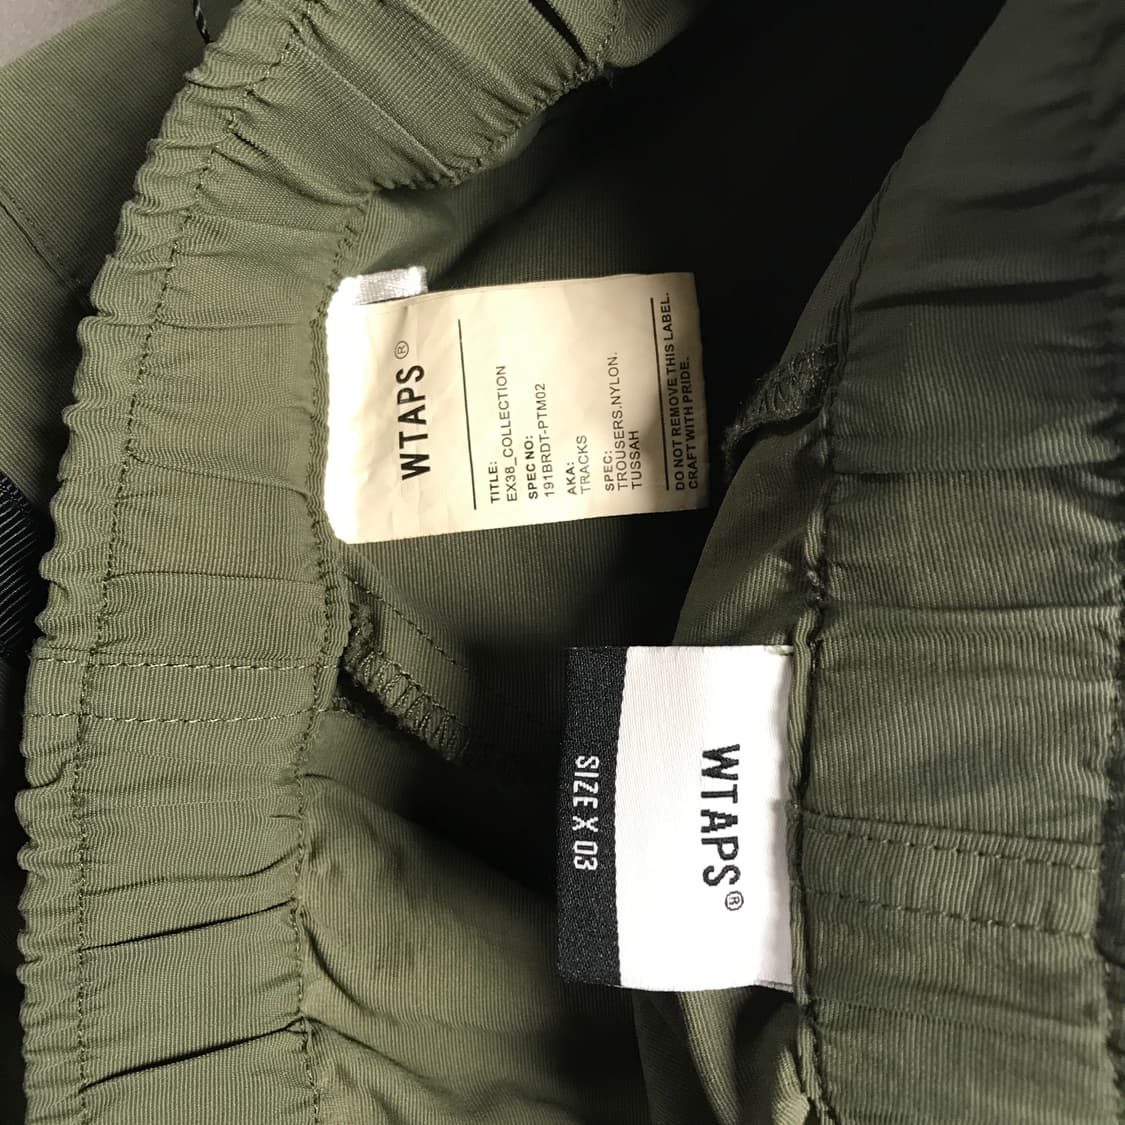 WTAPS®
TITLE:
EX38_COLLECTION
SPEC NO:
191BRDT-PTM02
AKA:
TRACKS
SPEC:
TROUSERS.NYLON.
TUSSAH
DO NOT REMOVE THIS LABEL.
CRAFT WITH PRIDE.
WTAPS®
SIZE X 03